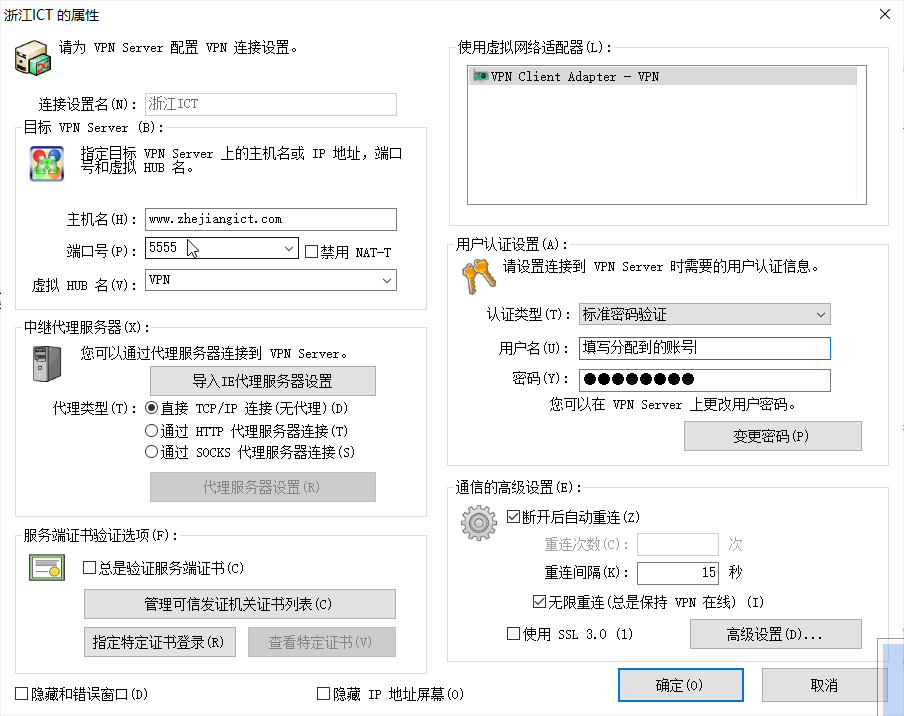 浙江ICT 的属性
请为 VPN Server 配置 VPN 连接设置。
连接设置名(N):
浙江ICT
目标 VPN Server (B):
指定目标 VPN Server 上的主机名或 IP 地址，端口
号和虚拟 HUB 名。
主机名(H):
www.zhejiangict.com
端口号(P):
5555
禁用 NAT-T
虚拟 HUB 名(V):
VPN
中继代理服务器(X):
您可以通过代理服务器连接到 VPN Server。
导入IE代理服务器设置
代理类型(T):
直接 TCP/IP 连接(无代理)(D)
通过 HTTP 代理服务器连接(T)
通过 SOCKS 代理服务器连接(S)
代理服务器设置(R)
服务端证书验证选项(F):
总是验证服务端证书(C)
管理可信发证机关证书列表(C)
指定特定证书登录(R)
查看特定证书(V)
隐藏和错误窗口(D)
隐藏 IP 地址屏幕(O)
使用虚拟网络适配器(L):
VPN Client Adapter - VPN
用户认证设置(A):
请设置连接到 VPN Server 时需要的用户认证信息。
认证类型(T):
标准密码验证
用户名(U):
填写分配到的账号
密码(Y):
●●●●●●●●
您可以在 VPN Server 上更改用户密码。
变更密码(P)
通信的高级设置(E):
断开后自动重连(Z)
重连次数(C):
次
重连间隔(K):
15 秒
无限重连(总是保持 VPN 在线) (I)
使用 SSL 3.0 (1)
高级设置(D)...
确定(O)
取消